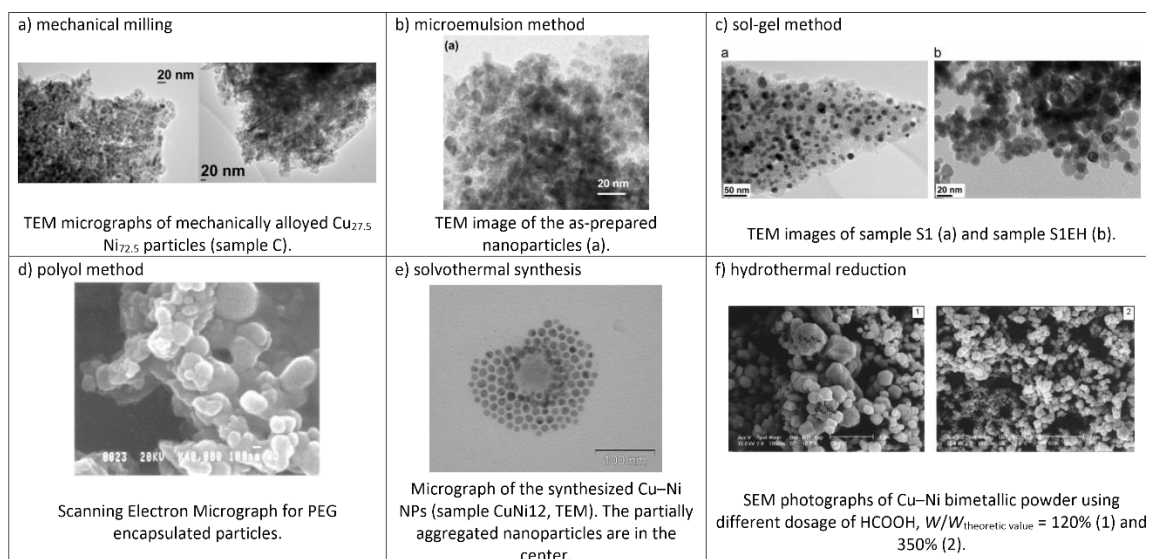 a) mechanical milling
20 nm
20 nm
TEM micrographs of mechanically alloyed Cu27.5
Ni72.5 particles (sample C).
b) microemulsion method
(a)
20 nm
TEM image of the as-prepared
nanoparticles (a).
c) sol-gel method
a
b
50 nm
20 nm
TEM images of sample S1 (a) and sample S1EH (b).
d) polyol method
0023 20KV X60,000 100nm
Scanning Electron Micrograph for PEG
encapsulated particles.
e) solvothermal synthesis
100 nm
Micrograph of the synthesized Cu–Ni
NPs (sample CuNi12, TEM). The partially
aggregated nanoparticles are in the
center.
f) hydrothermal reduction
1
2
SEM photographs of Cu–Ni bimetallic powder using
different dosage of HCOOH, W/Wtheoretic value = 120% (1) and
350% (2).